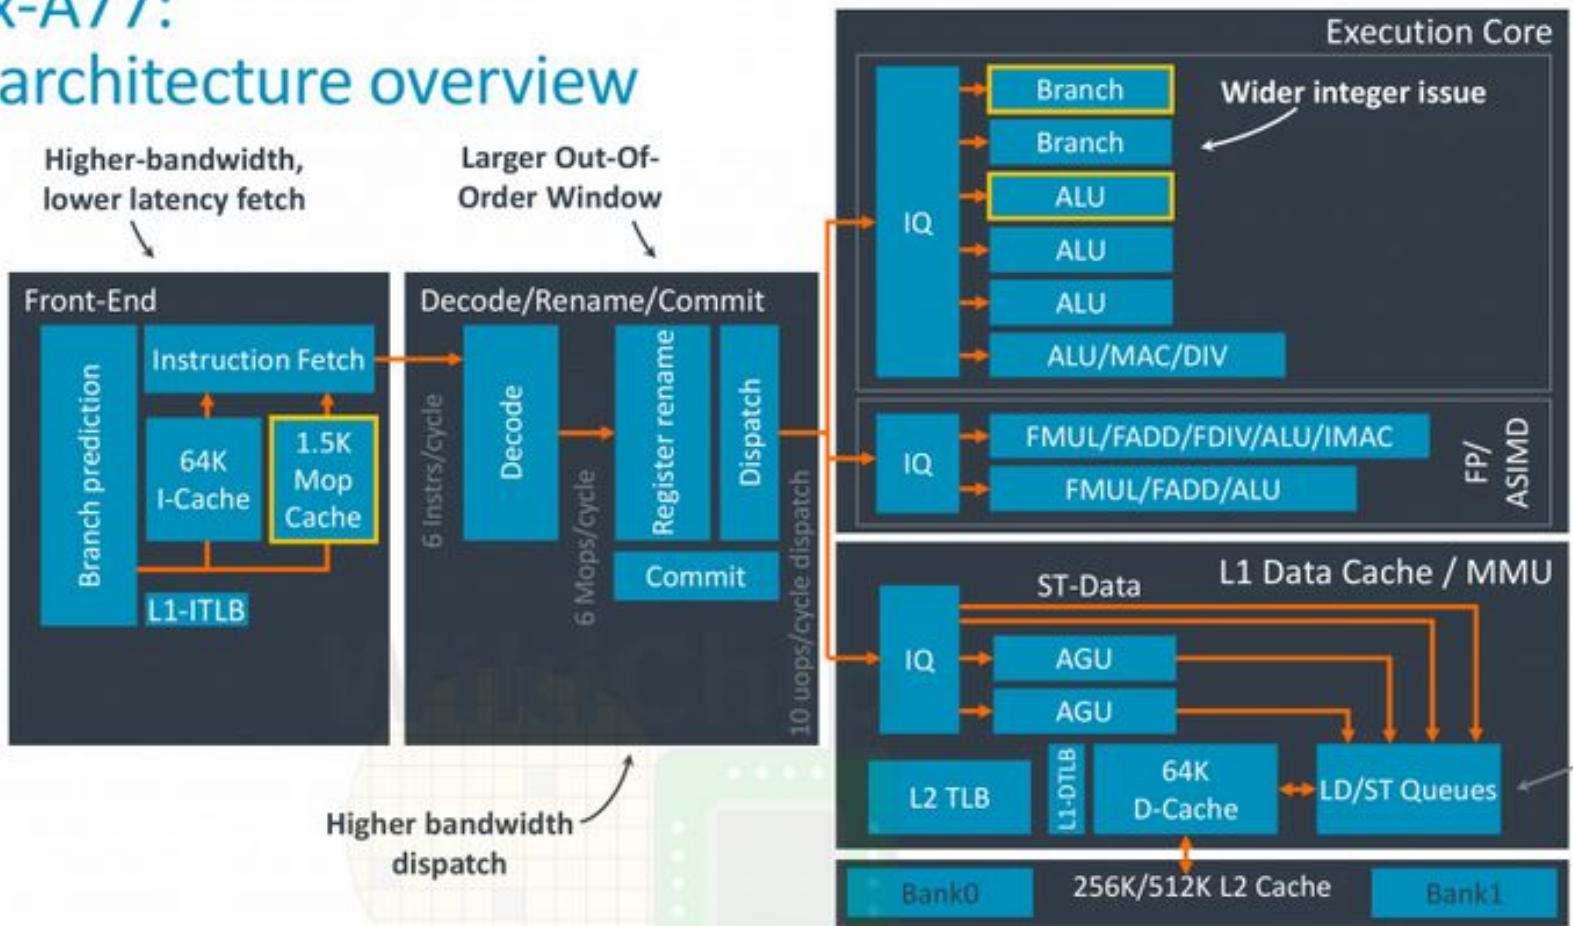 x-A77:
architecture overview
Higher-bandwidth,
lower latency fetch
Larger Out-Of-
Order Window
Front-End
Branch prediction
Instruction Fetch
64K
I-Cache
1.5K
Mop
Cache
L1-ITLB
Decode/Rename/Commit
6 Instrs/cycle
Decode
6 Mops/cycle
Register rename
Dispatch
Commit
10 uops/cycle dispatch
Higher bandwidth
dispatch
Execution Core
IQ
Branch
Branch
ALU
ALU
ALU
ALU/MAC/DIV
Wider integer issue
IQ
FMUL/FADD/FDIV/ALU/IMAC
FMUL/FADD/ALU
FP/
ASIMD
L1 Data Cache / MMU
ST-Data
IQ
AGU
AGU
L2 TLB
L1-DTLB
64K
D-Cache
LD/ST Queues
Bank0
256K/512K L2 Cache
Bank1